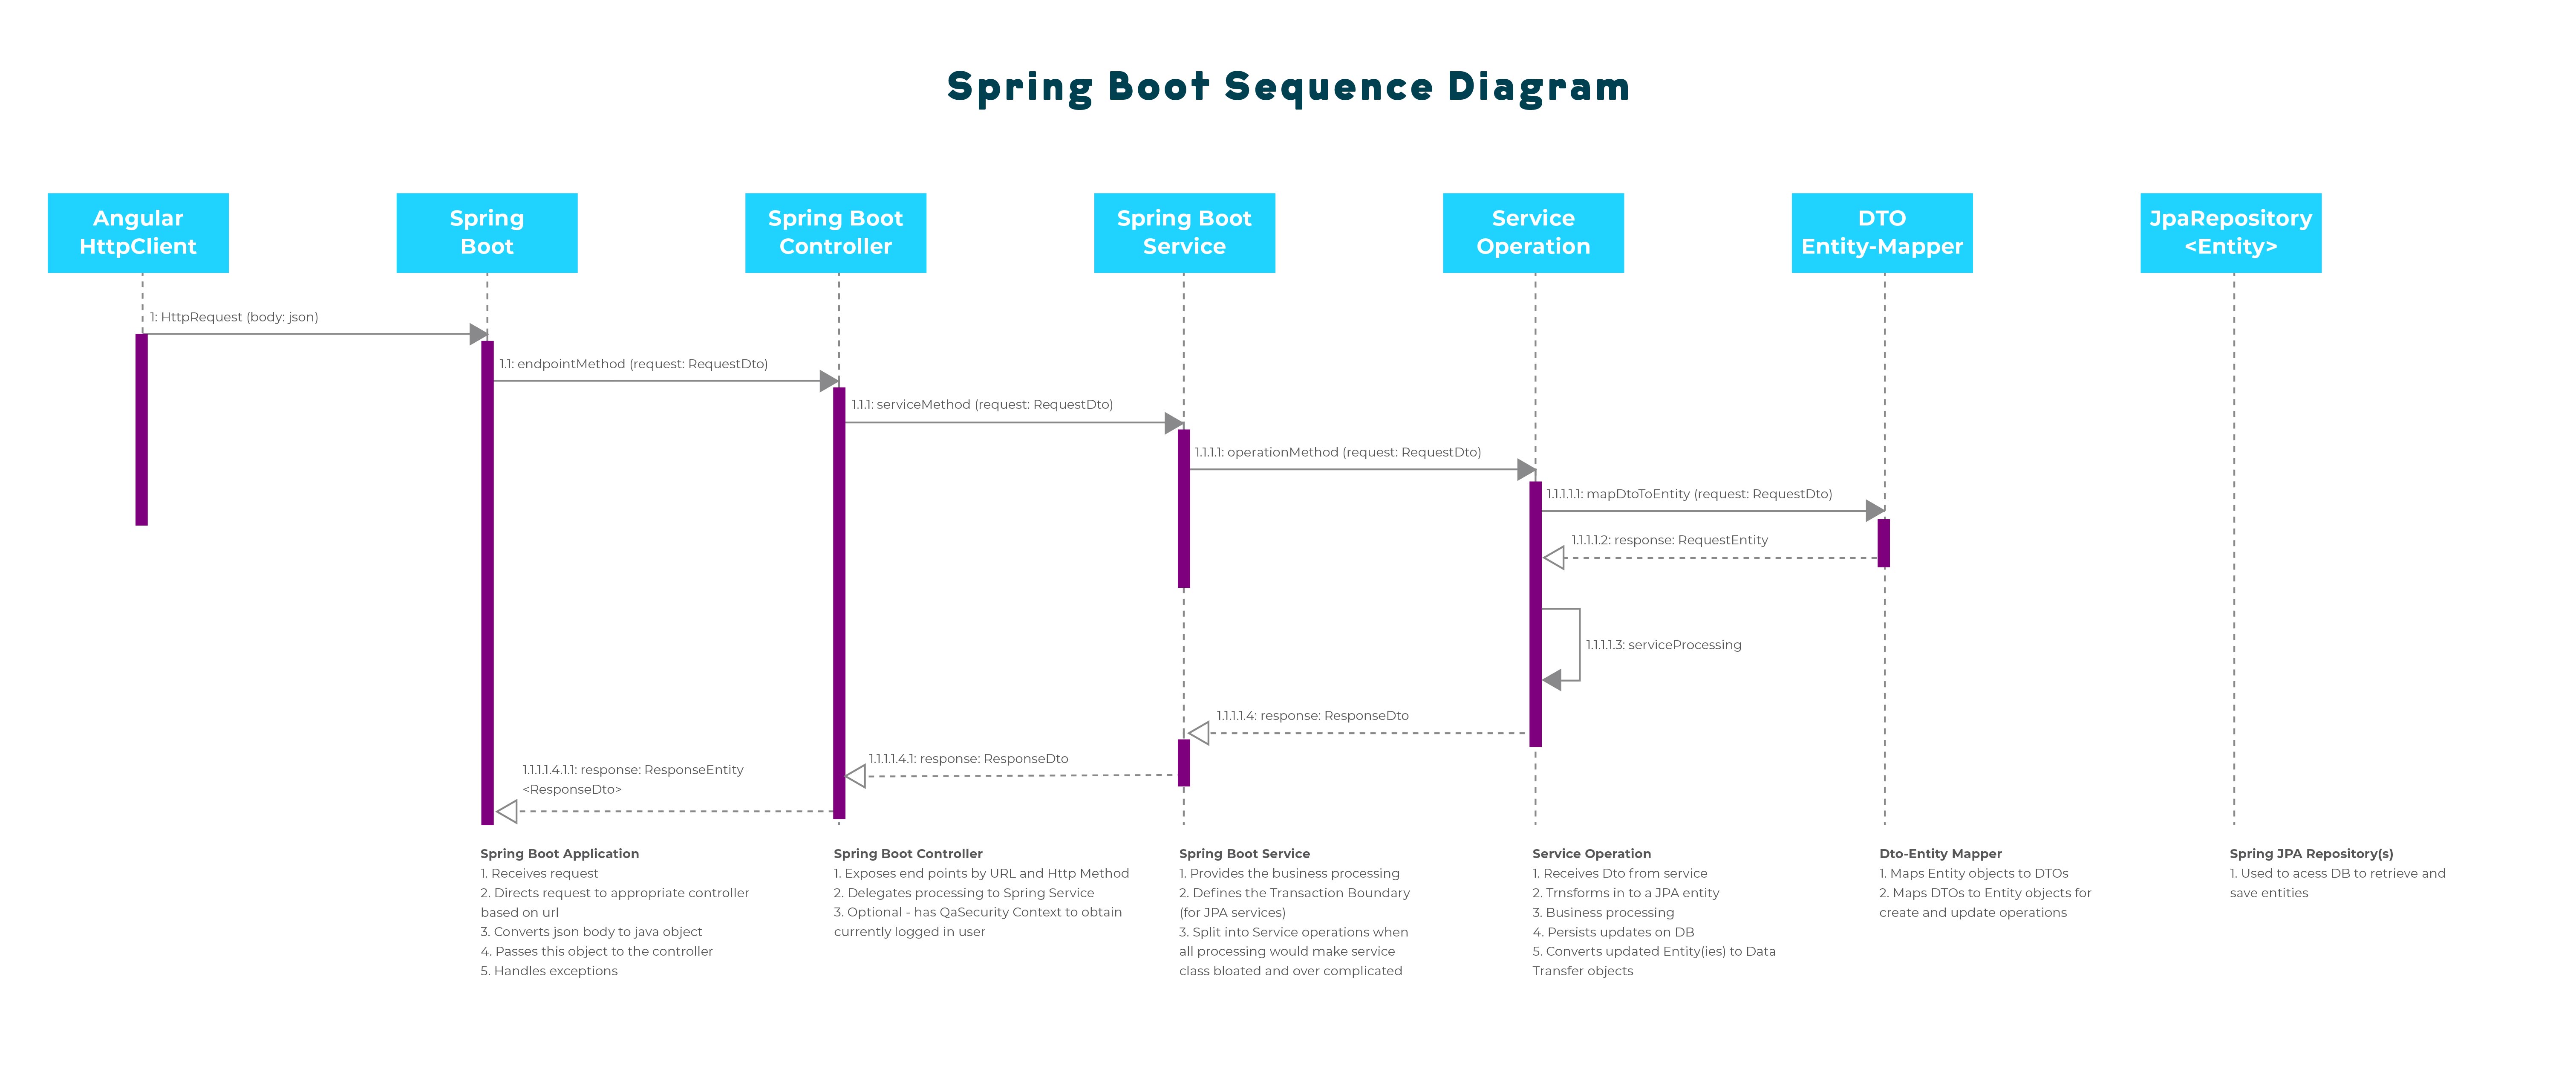 Spring Boot Sequence Diagram
Angular
HttpClient
Spring
Boot
Spring Boot
Controller
Spring Boot
Service
Service
Operation
DTO
Entity-Mapper
JpaRepository
<Entity>
1: HttpRequest (body: json)
1.1: endpointMethod (request: RequestDto)
1.1.1: serviceMethod (request: RequestDto)
1.1.1.1: operationMethod (request: RequestDto)
1.1.1.1.1: mapDtoToEntity (request: RequestDto)
1.1.1.1.2: response: RequestEntity
1.1.1.1.3: serviceProcessing
1.1.1.1.4: response: ResponseDto
1.1.1.1.4.1: response: ResponseDto
1.1.1.1.4.1.1: response: ResponseEntity
<ResponseDto>
Spring Boot Application
1. Receives request
2. Directs request to appropriate controller
based on url
3. Converts json body to java object
4. Passes this object to the controller
5. Handles exceptions
Spring Boot Controller
1. Exposes end points by URL and Http Method
2. Delegates processing to Spring Service
3. Optional - has QaSecurity Context to obtain
currently logged in user
Spring Boot Service
1. Provides the business processing
2. Defines the Transaction Boundary
(for JPA services)
3. Split into Service operations when
all processing would make service
class bloated and over complicated
Service Operation
1. Receives Dto from service
2. Trnsforms in to a JPA entity
3. Business processing
4. Persists updates on DB
5. Converts updated Entity(ies) to Data
Transfer objects
Dto-Entity Mapper
1. Maps Entity objects to DTOs
2. Maps DTOs to Entity objects for
create and update operations
Spring JPA Repository(s)
1. Used to acess DB to retrieve and
save entities